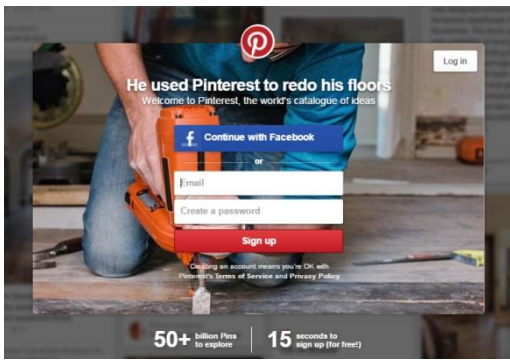 Log in
He used Pinterest to redo his floors
Welcome to Pinterest, the world's catalogue of ideas
f Continue with Facebook
or
Email
Create a password
Sign up
Creating an account means you're OK with
Pinterest's Terms of Service and Privacy Policy
50+ billion Pins
to explore
15 seconds to
sign up (for free!)